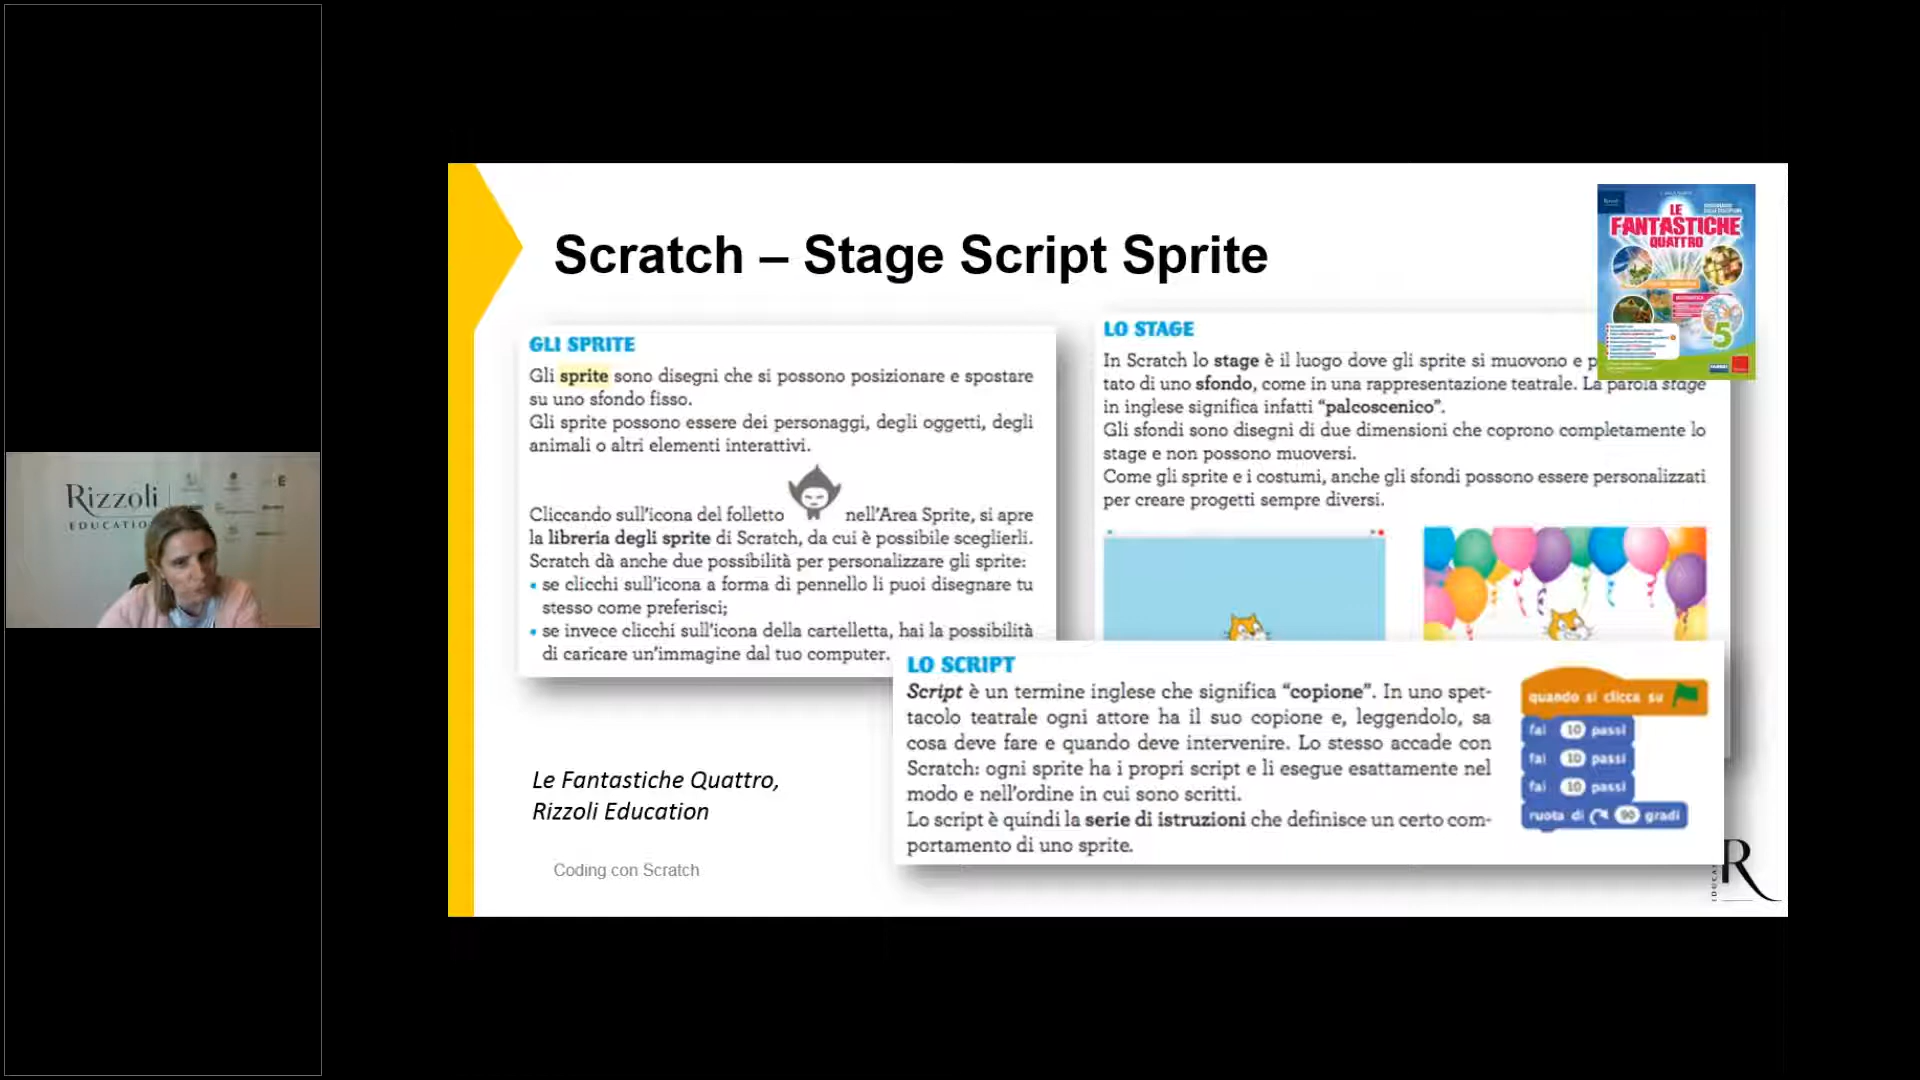 Scratch – Stage Script Sprite
LE
FANTASTICHE
QUATTRO
5
GLI SPRITE
Gli sprite sono disegni che si possono posizionare e spostare
su uno sfondo fisso.
Gli sprite possono essere dei personaggi, degli oggetti, degli
animali o altri elementi interattivi.
Cliccando sull'icona del folletto nell'Area Sprite, si apre
la libreria degli sprite di Scratch, da cui è possibile sceglierli.
Scratch dà anche due possibilità per personalizzare gli sprite:
• se clicchi sull'icona a forma di pennello li puoi disegnare tu
stesso come preferisci;
• se invece clicchi sull'icona della cartelletta, hai la possibilità
di caricare un'immagine dal tuo computer.
LO STAGE
In Scratch lo stage è il luogo dove gli sprite si muovono e p
tato di uno sfondo, come in una rappresentazione teatrale. La parola stage
in inglese significa infatti “palcoscenico”.
Gli sfondi sono disegni di due dimensioni che coprono completamente lo
stage e non possono muoversi.
Come gli sprite e i costumi, anche gli sfondi possono essere personalizzati
per creare progetti sempre diversi.
LO SCRIPT
Script è un termine inglese che significa “copione”. In uno spet-
tacolo teatrale ogni attore ha il suo copione e, leggendolo, sa
cosa deve fare e quando deve intervenire. Lo stesso accade con
Scratch: ogni sprite ha i propri script e li esegue esattamente nel
modo e nell'ordine in cui sono scritti.
Lo script è quindi la serie di istruzioni che definisce un certo com-
portamento di uno sprite.
quando si clicca su
fai 10 passi
fai 10 passi
fai 10 passi
ruota di 90 gradi
Le Fantastiche Quattro,
Rizzoli Education
Coding con Scratch
R
Rizzoli
EDUCATIO